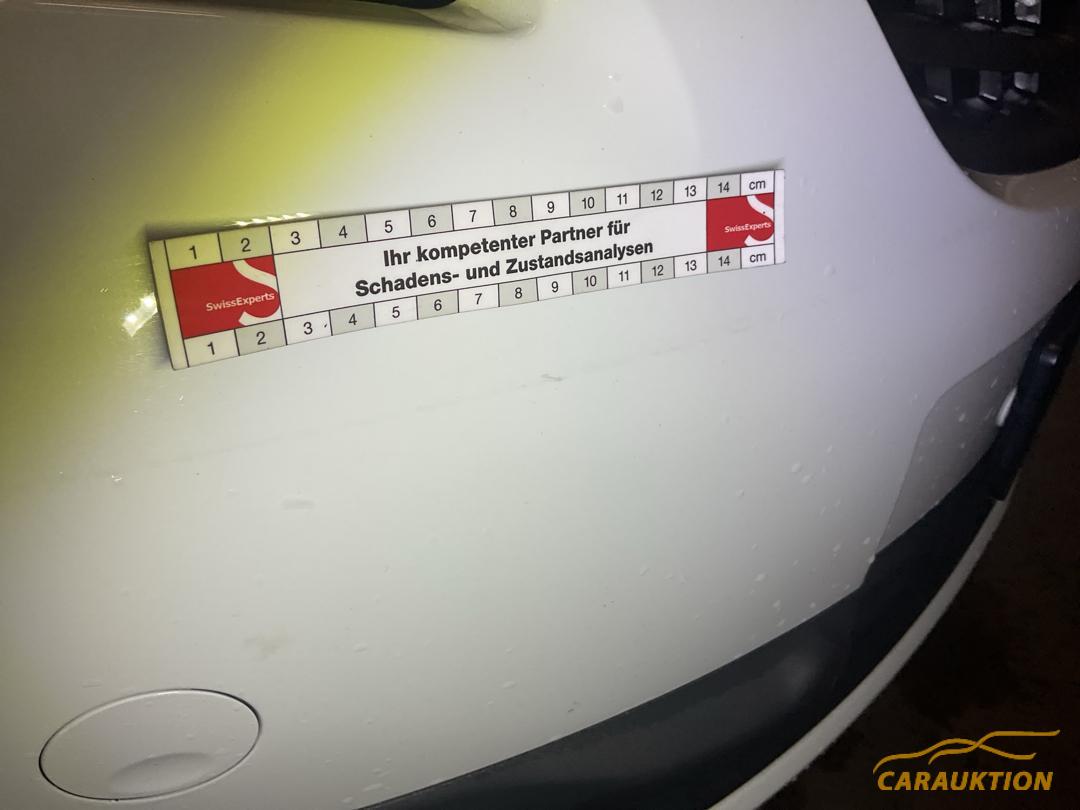 1 2 3 4 5 6 7 8 9 10 11 12 13 14 cm
SwissExperts
Ihr kompetenter Partner für
Schadens- und Zustandsanalysen
SwissExperts
1 2 3 4 5 6 7 8 9 10 11 12 13 14 cm
CARAUKTION